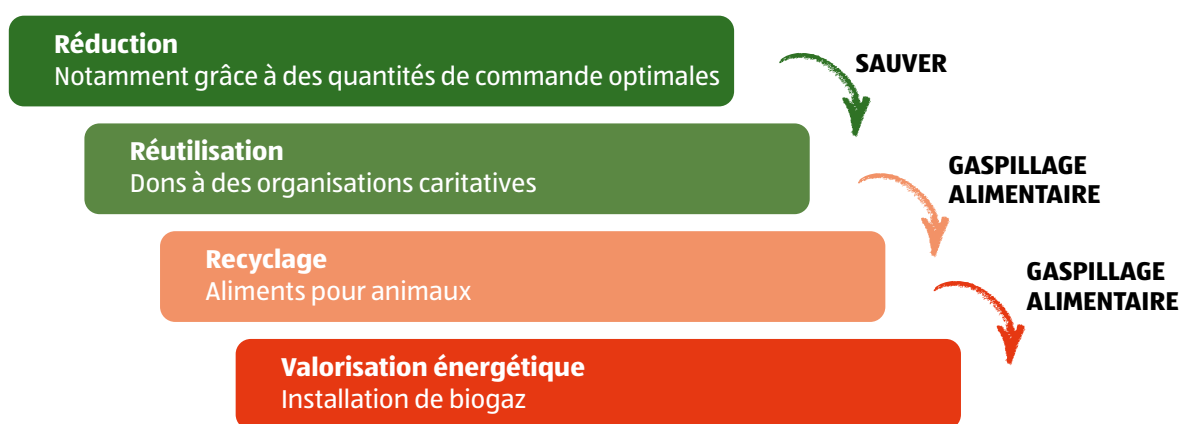 Réduction
Notamment grâce à des quantités de commande optimales
SAUVER
Réutilisation
Dons à des organisations caritatives
GASPILLAGE
ALIMENTAIRE
Recyclage
Aliments pour animaux
GASPILLAGE
ALIMENTAIRE
Valorisation énergétique
Installation de biogaz